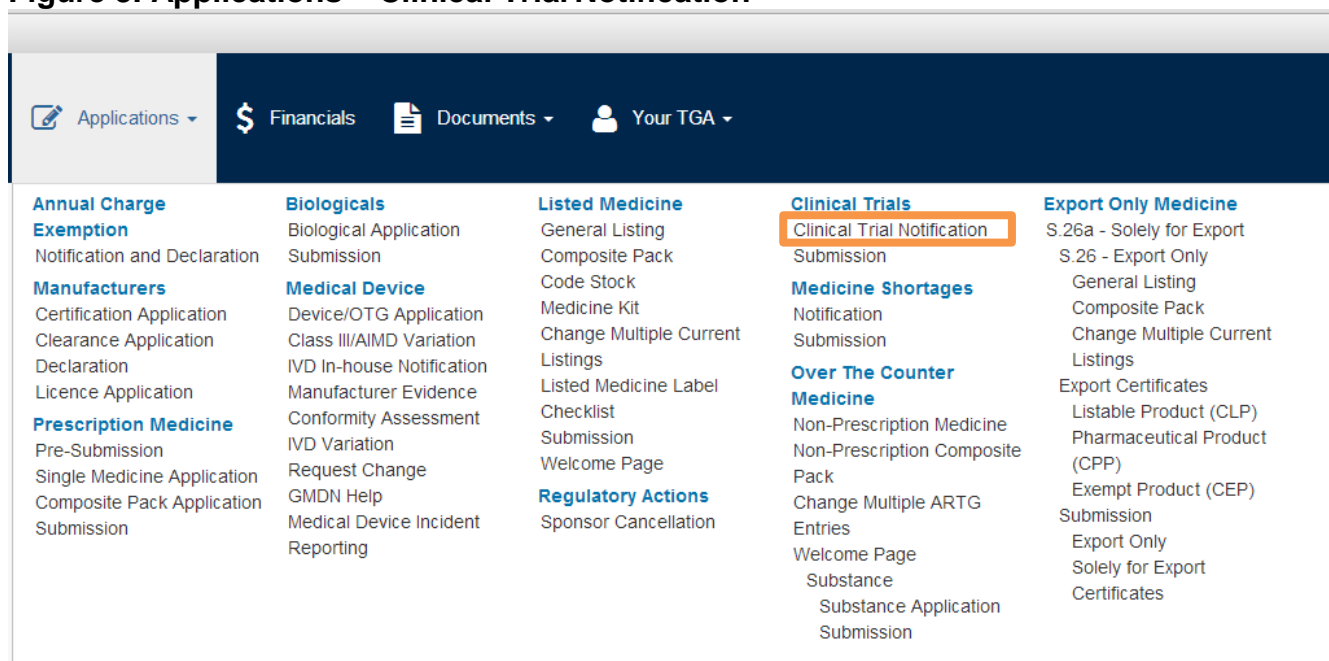 Applications
Financials
Documents
Your TGA
Annual Charge
Exemption
Notification and Declaration
Manufacturers
Certification Application
Clearance Application
Declaration
Licence Application
Prescription Medicine
Pre-Submission
Single Medicine Application
Composite Pack Application
Submission
Biologicals
Biological Application
Submission
Medical Device
Device/OTG Application
Class III/AIMD Variation
IVD In-house Notification
Manufacturer Evidence
Conformity Assessment
IVD Variation
Request Change
GMDN Help
Medical Device Incident
Reporting
Listed Medicine
General Listing
Composite Pack
Code Stock
Medicine Kit
Change Multiple Current
Listings
Listed Medicine Label
Checklist
Submission
Welcome Page
Regulatory Actions
Sponsor Cancellation
Clinical Trials
Clinical Trial Notification
Submission
Medicine Shortages
Notification
Submission
Over The Counter
Medicine
Non-Prescription Medicine
Non-Prescription Composite
Pack
Change Multiple ARTG
Entries
Welcome Page
Substance
Substance Application
Submission
Export Only Medicine
S.26a - Solely for Export
S.26 - Export Only
General Listing
Composite Pack
Change Multiple Current
Listings
Export Certificates
Listable Product (CLP)
Pharmaceutical Product
(CPP)
Exempt Product (CEP)
Submission
Export Only
Solely for Export
Certificates